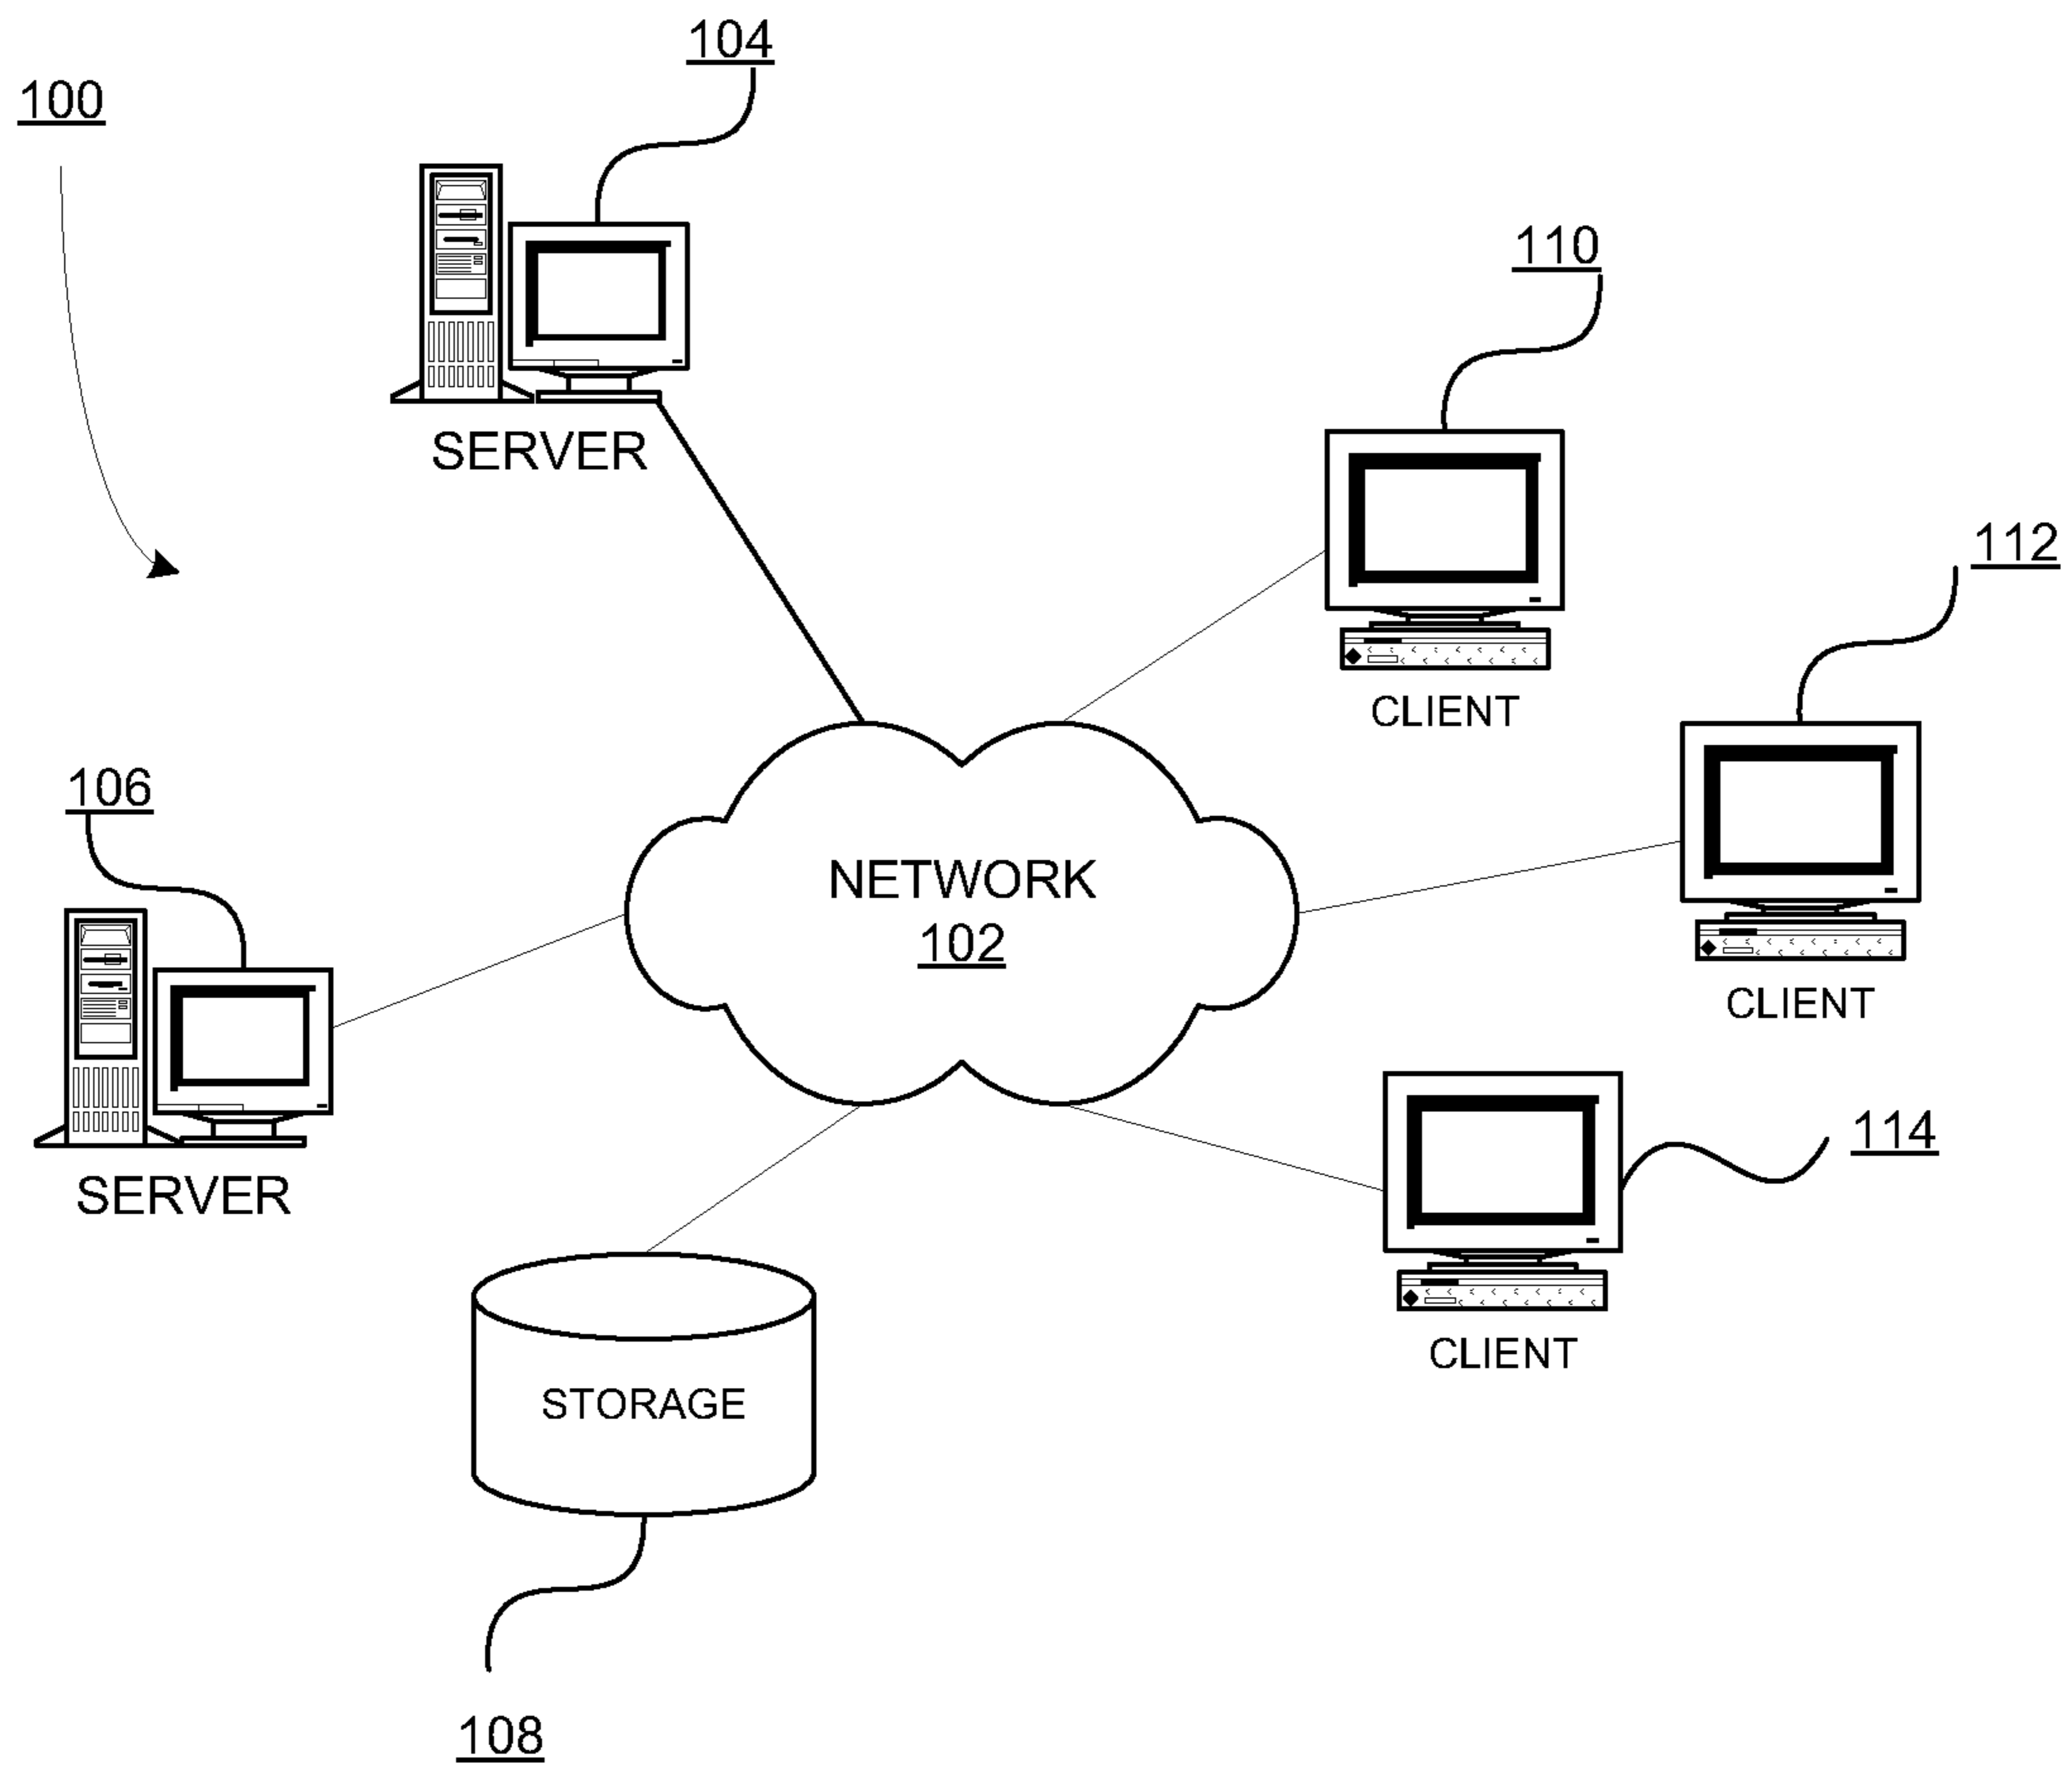 104
100
SERVER
110
CLIENT
112
CLIENT
106
SERVER
NETWORK
102
114
CLIENT
STORAGE
108